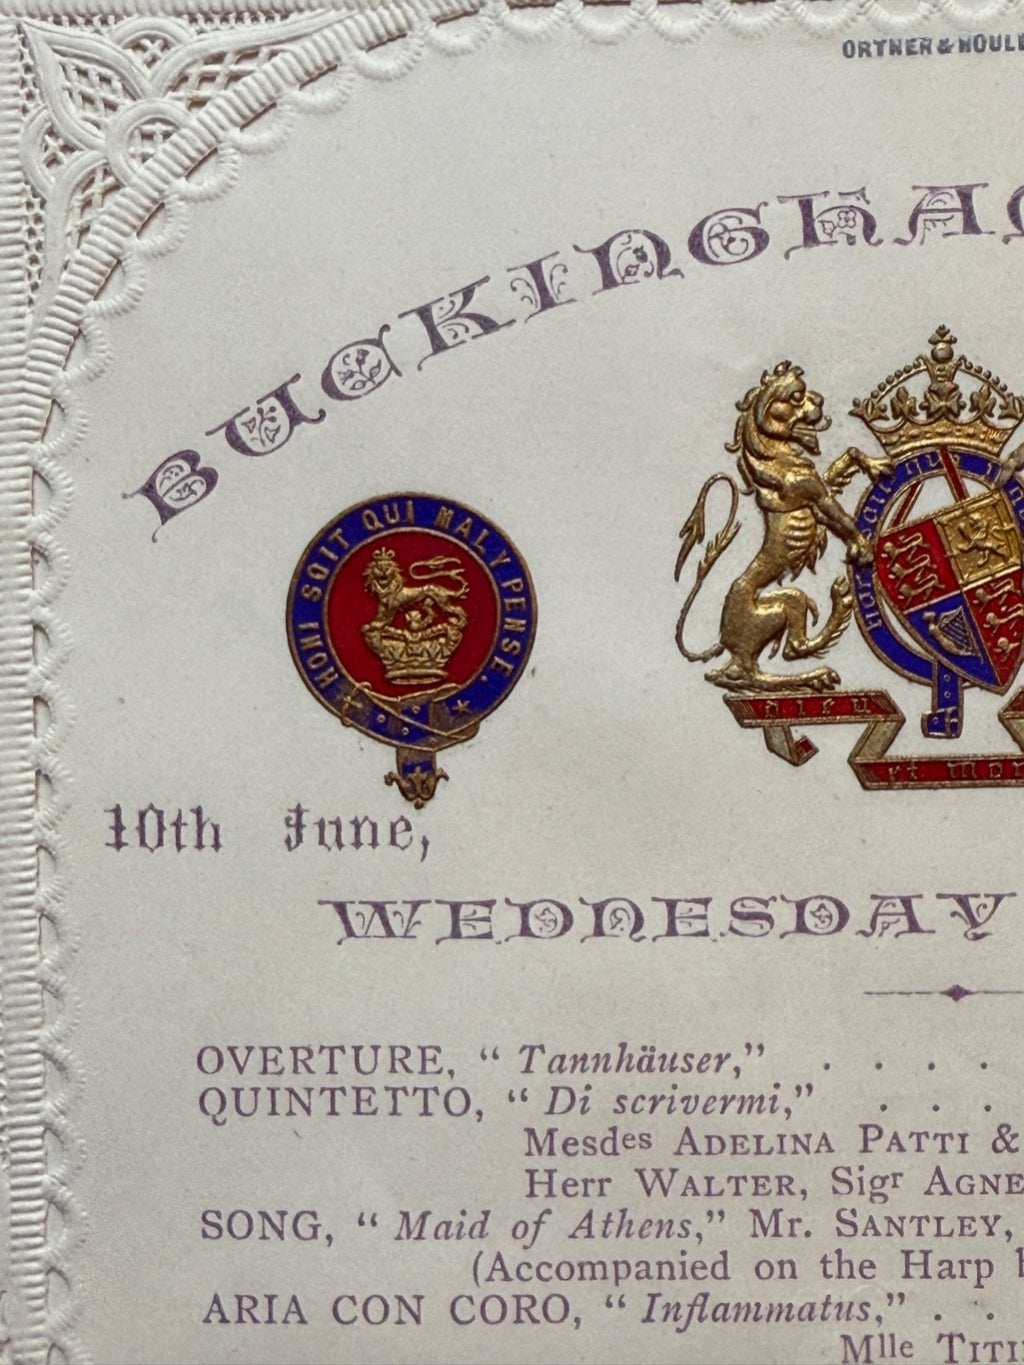 ORTNER & HOULE
BUCKINGHA
HONI SOIT QUI MAL Y PENSE.
10th June,
WEDNESDAY
OVERTURE, “ Tannhäuser,” . . . .
QUINTETTO, “ Di scrivermi,” . . .
Mesdes ADELINA PATTI &
Herr WALTER, Sigr AGNE
SONG, “ Maid of Athens,” Mr. SANTLEY,
(Accompanied on the Harp
ARIA CON CORO, “ Inflammatus,” . .
Mlle TITI